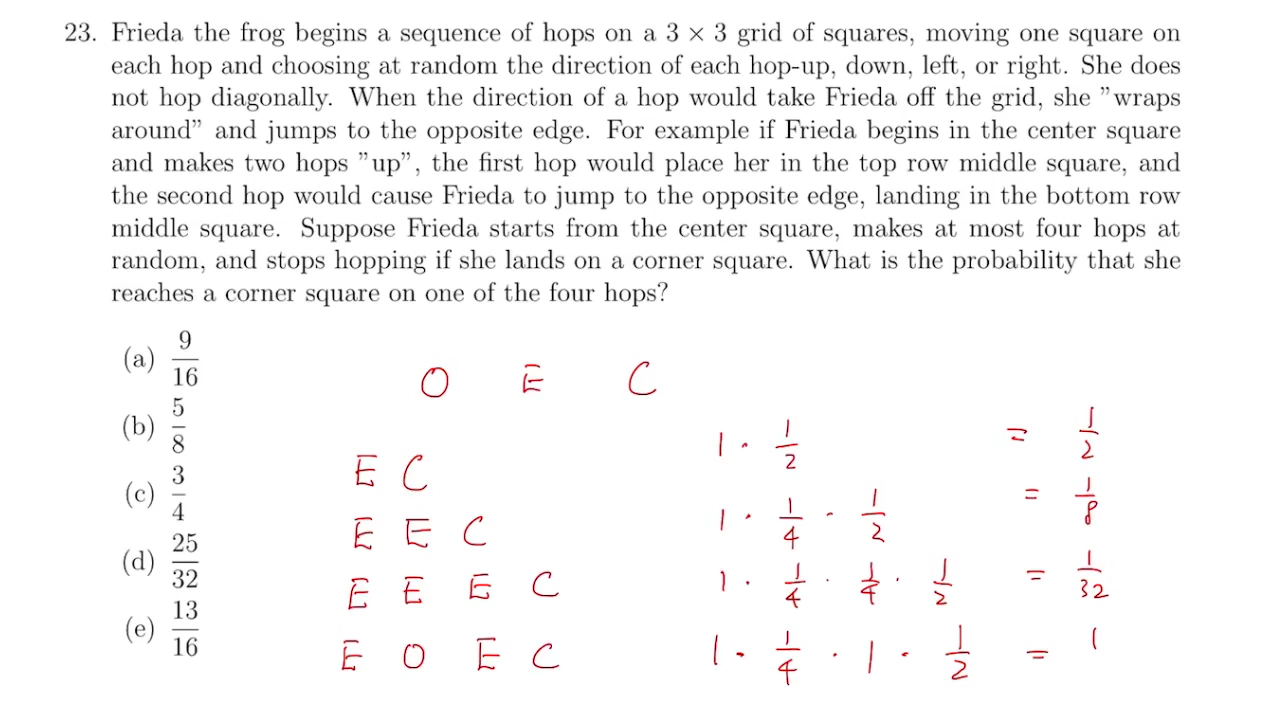 23. Frieda the frog begins a sequence of hops on a 3 × 3 grid of squares, moving one square on
each hop and choosing at random the direction of each hop-up, down, left, or right. She does
not hop diagonally. When the direction of a hop would take Frieda off the grid, she ”wraps
around” and jumps to the opposite edge. For example if Frieda begins in the center square
and makes two hops ”up”, the first hop would place her in the top row middle square, and
the second hop would cause Frieda to jump to the opposite edge, landing in the bottom row
middle square. Suppose Frieda starts from the center square, makes at most four hops at
random, and stops hopping if she lands on a corner square. What is the probability that she
reaches a corner square on one of the four hops?
(a) 9/16
(b) 5/8
(c) 3/4
(d) 25/32
(e) 13/16
O E C
E C 1 · 1/2 = 1/2
E E C 1 · 1/4 · 1/2 = 1/8
E E E C 1 · 1/4 · 1/4 · 1/2 = 1/32
E O E C 1 · 1/4 · 1 · 1/2 = 1